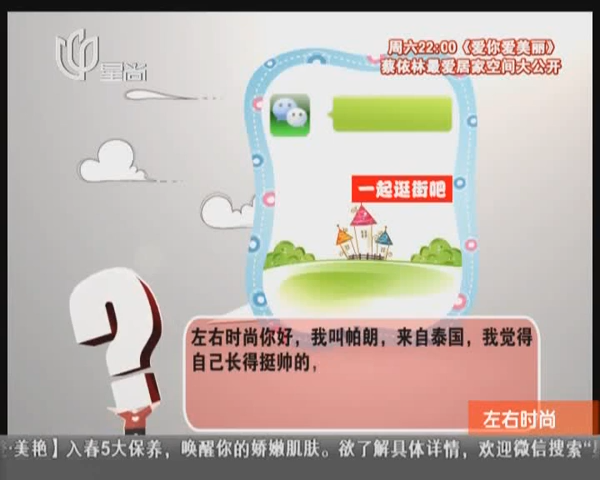 星尚
周六22:00《爱你爱美丽》
蔡依林最爱居家空间大公开
一起逛街吧
左右时尚你好，我叫帕朗，来自泰国，我觉得
自己长得挺帅的，
左右时尚
·美艳】入春5大保养，唤醒你的娇嫩肌肤。欲了解具体详情，欢迎微信搜索“